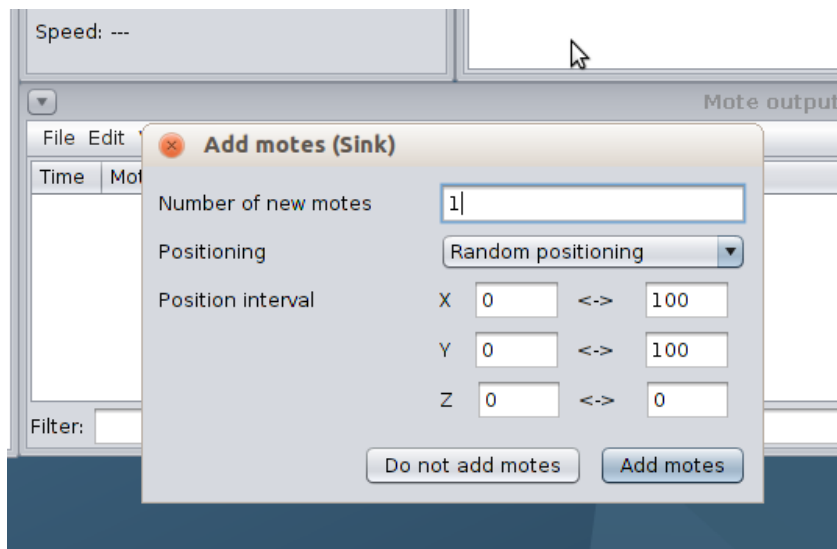 Speed: ---
Mote output
File Edit
Add motes (Sink)
Time
Number of new motes 1
Positioning Random positioning
Position interval X 0 <-> 100
Y 0 <-> 100
Z 0 <-> 0
Filter:
Do not add motes Add motes